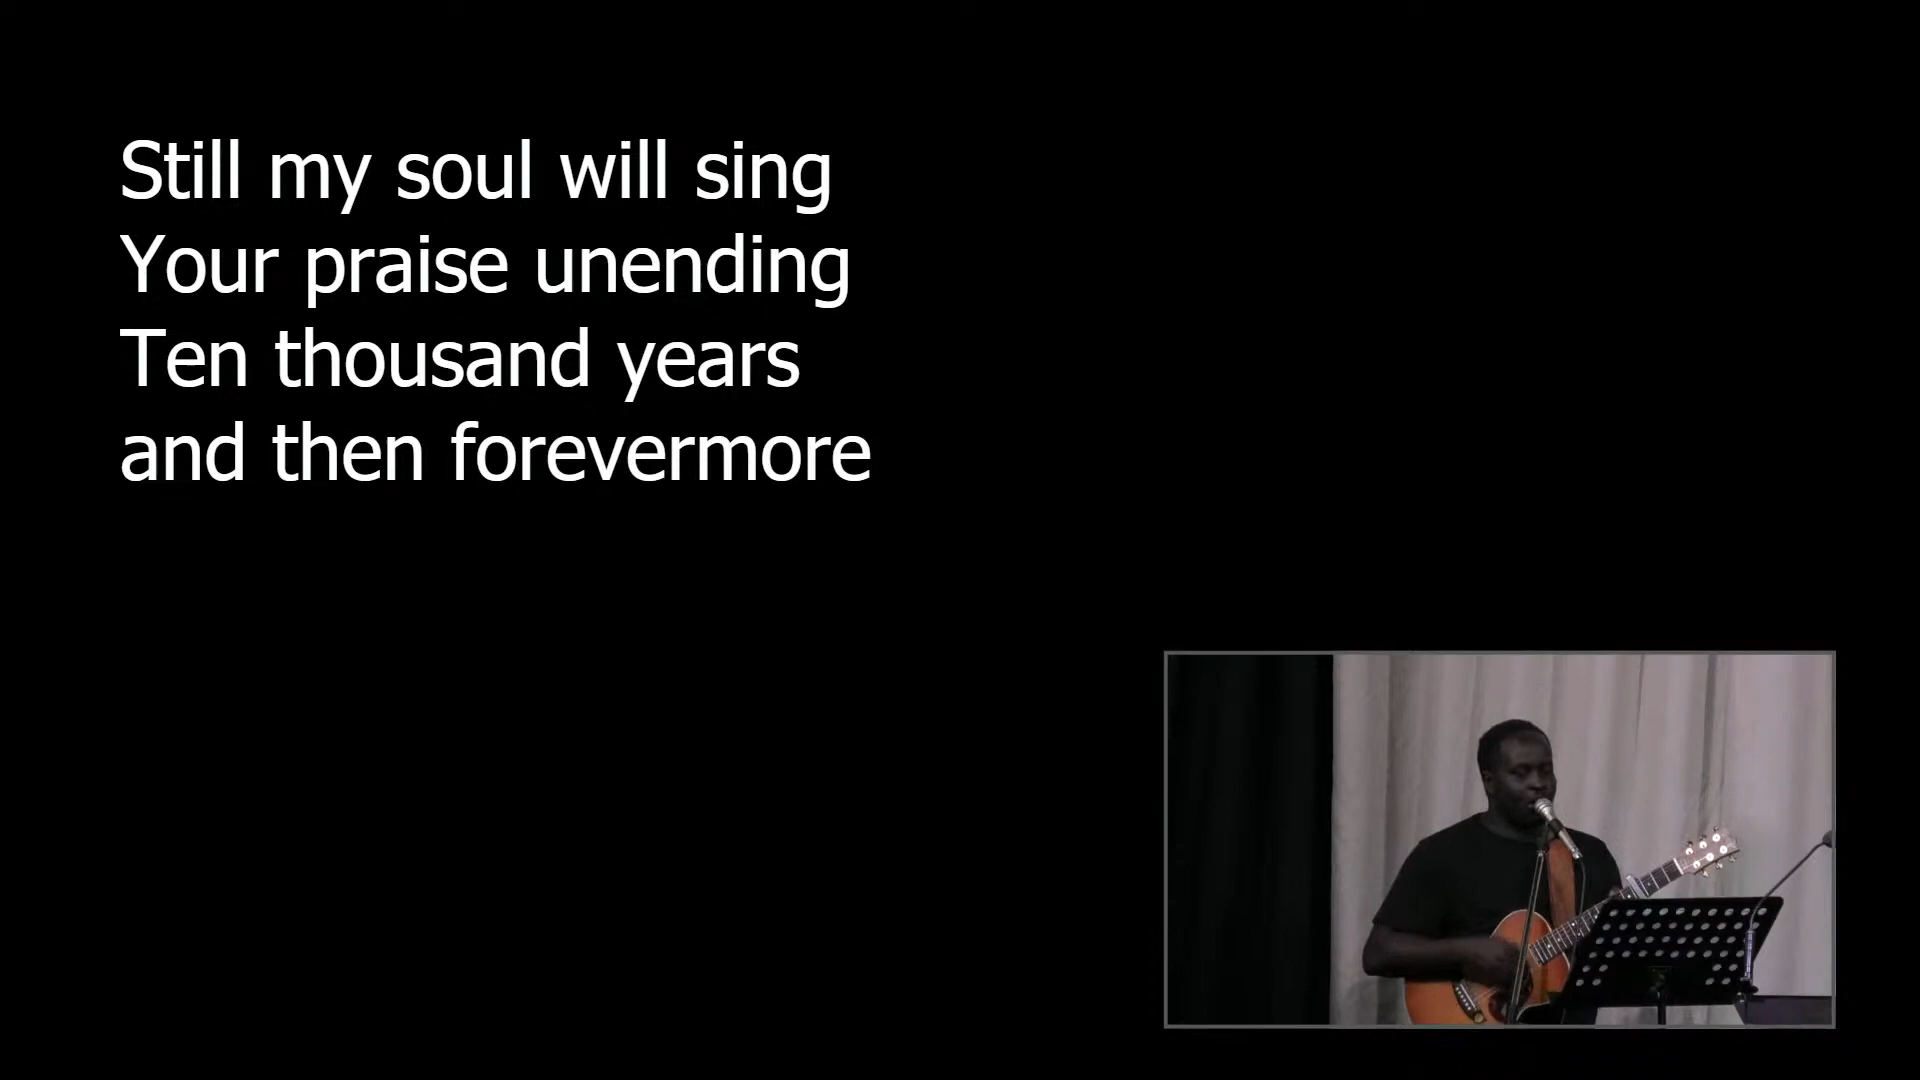 Still my soul will sing
Your praise unending
Ten thousand years
and then forevermore